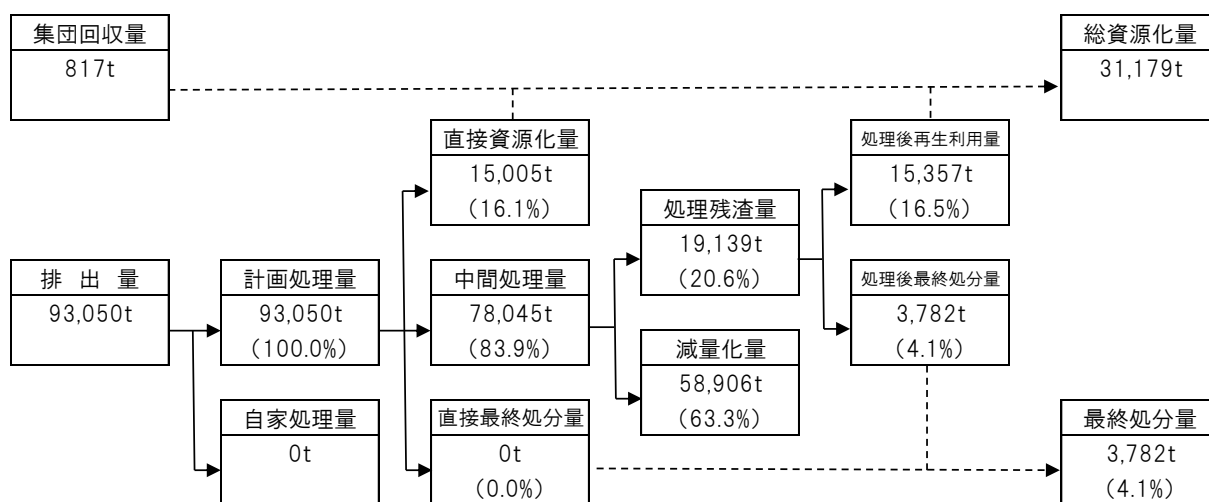 集団回収量
817t
総資源化量
31,179t
直接資源化量
15,005t
(16.1%)
処理後再生利用量
15,357t
(16.5%)
処理残渣量
19,139t
(20.6%)
排 出 量
93,050t
計画処理量
93,050t
(100.0%)
中間処理量
78,045t
(83.9%)
処理後最終処分量
3,782t
(4.1%)
減量化量
58,906t
(63.3%)
自家処理量
0t
直接最終処分量
0t
(0.0%)
最終処分量
3,782t
(4.1%)